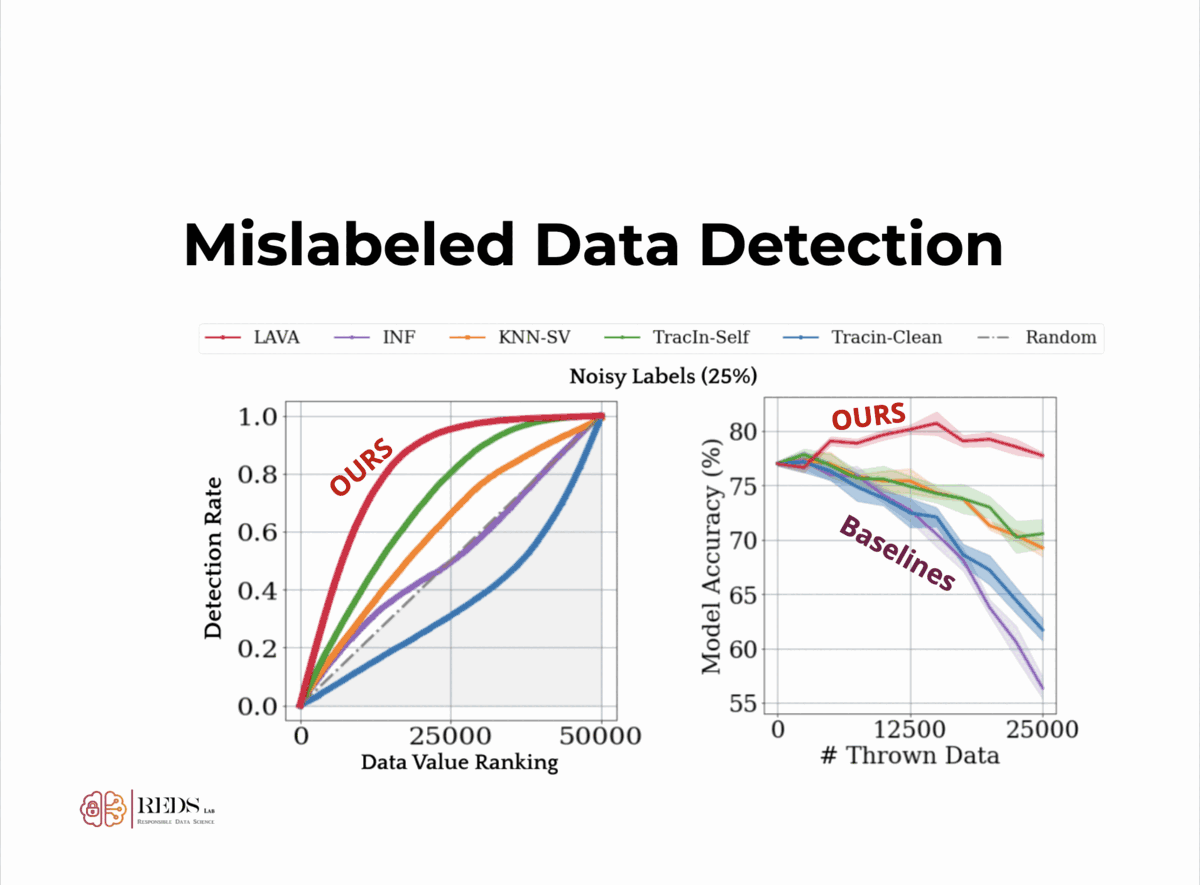 Mislabeled Data Detection
LAVA INF KNN-SV TracIn-Self Tracin-Clean Random
Noisy Labels (25%)
OURS
1.0
0.8
0.6
0.4
0.2
0.0
Detection Rate
0 25000 50000
Data Value Ranking
OURS
Baselines
80
75
70
65
60
55
Model Accuracy (%)
0 12500 25000
# Thrown Data
REDS LAB
RESPONSIBLE DATA SCIENCE